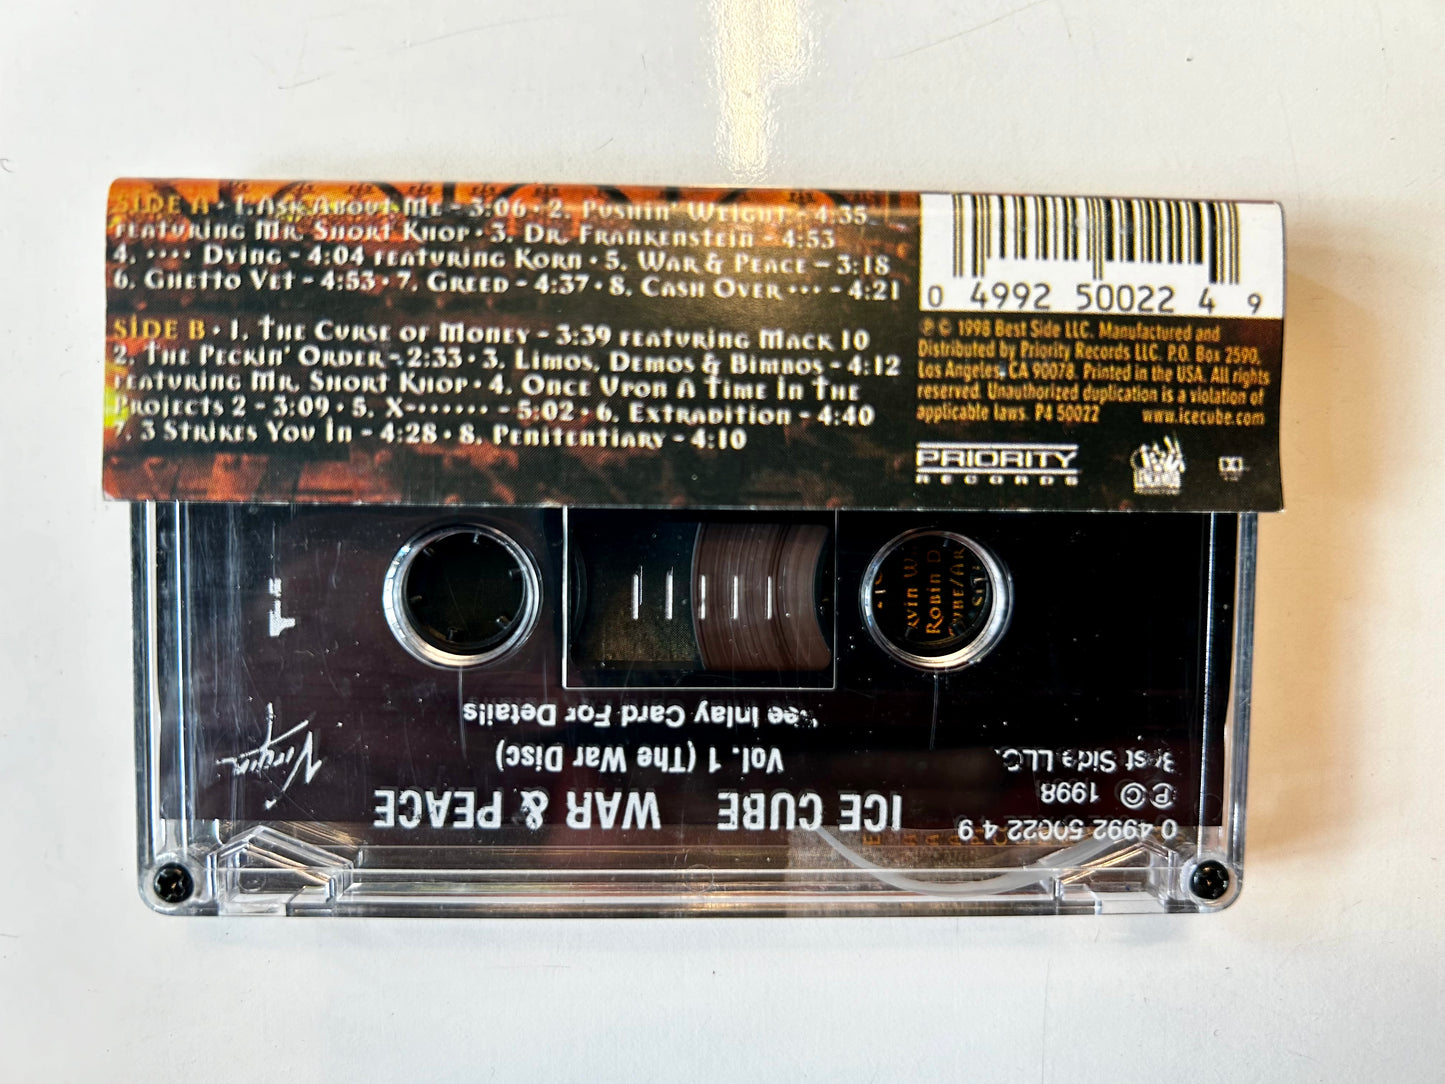 SIDE A • 1. ASK ABOUT ME - 3:06 • 2. PUSHIN' WEIGHT - 4:35
FEATURING MR. SHORT KHOP • 3. DR. FRANKENSTEIN - 4:53
4. •••• DYING - 4:04 FEATURING KORN • 5. WAR & PEACE - 3:18
6. GHETTO VET - 4:53 • 7. GREED - 4:37 • 8. CASH OVER ••• - 4:21
SIDE B • 1. THE CURSE OF MONEY - 3:39 FEATURING MACK 10
2. THE PECKIN' ORDER - 2:33 • 3. LIMOS, DEMOS & BIMBOS - 4:12
FEATURING MR. SHORT KHOP • 4. ONCE UPON A TIME IN THE
PROJECTS 2 - 3:09 • 5. X-••••••• - 5:02 • 6. EXTRADITION - 4:40
7. 3 STRIKES YOU IN - 4:28 • 8. PENITENTIARY - 4:10
0 4992 50022 4 9
℗ © 1998 Best Side LLC. Manufactured and
Distributed by Priority Records LLC. P.O. Box 2590,
Los Angeles, CA 90078. Printed in the USA. All rights
reserved. Unauthorized duplication is a violation of
applicable laws. P4 50022 www.icecube.com
PRIORITY
RECORDS
RVIN W
ROBIN D
See Inlay Card For Details
Vol. 1 (The War Disc)
ICE CUBE WAR & PEACE
Virgin
Best Side LLC.
℗ © 1998
0 4992 50022 4 9